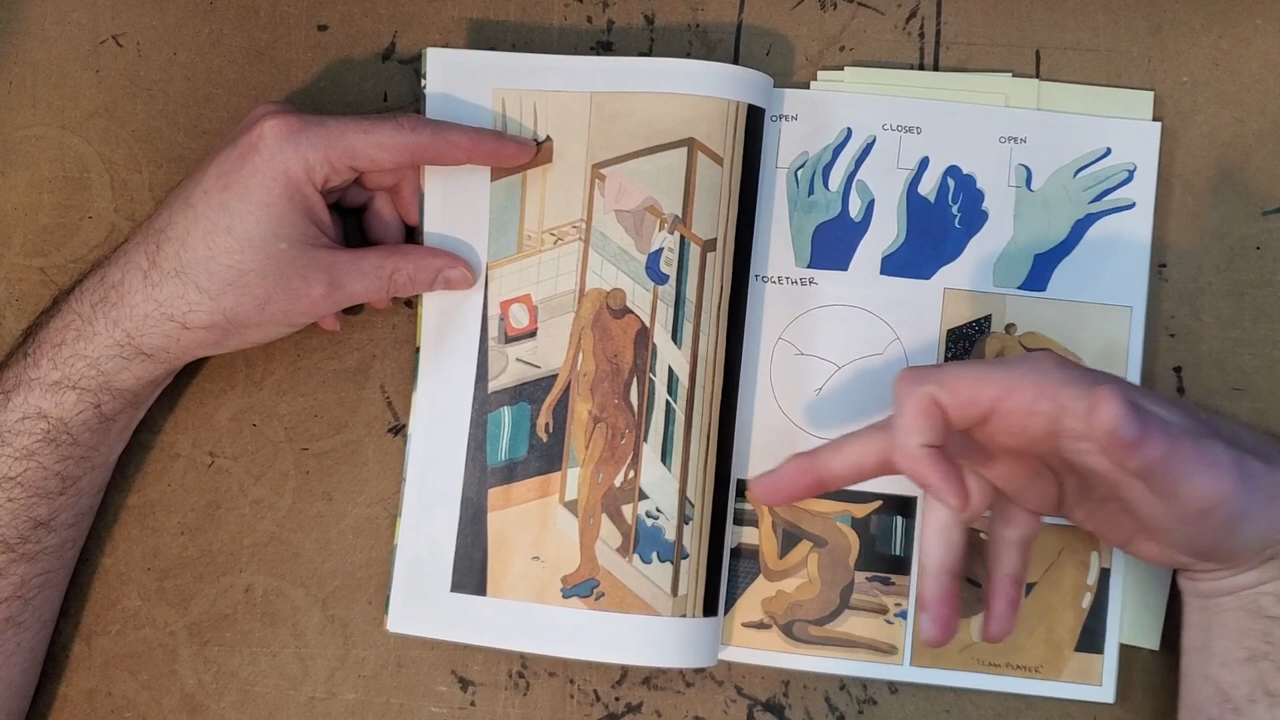 OPEN
CLOSED
OPEN
TOGETHER
'TEAM PLAYER'